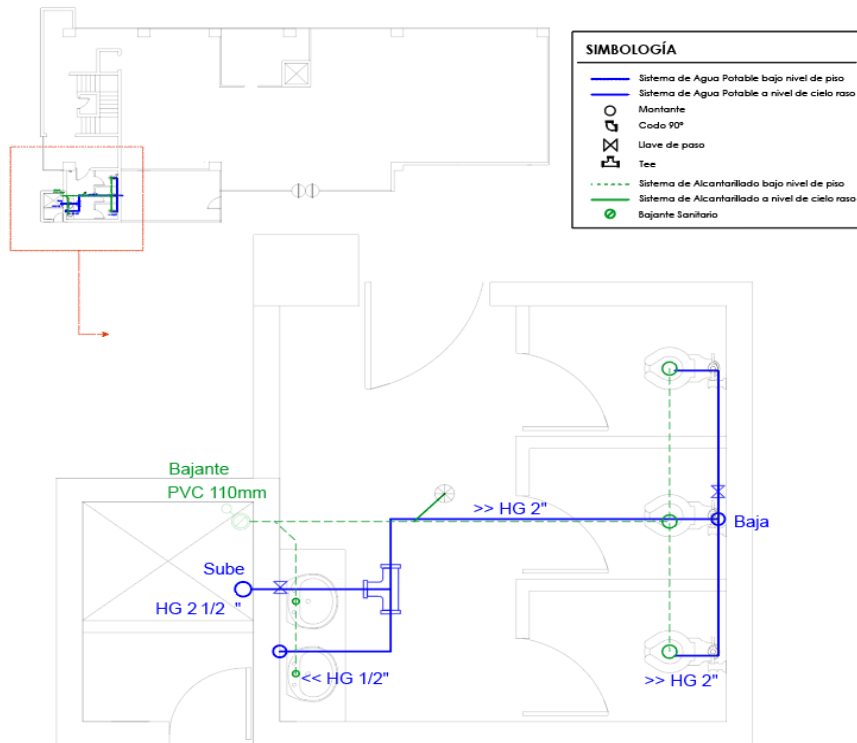 SIMBOLOGÍA
Sistema de Agua Potable bajo nivel de piso
Sistema de Agua Potable a nivel de cielo raso
Montante
Codo 90°
Llave de paso
Tee
Sistema de Alcantarillado bajo nivel de piso
Sistema de Alcantarillado a nivel de cielo raso
Bajante Sanitario
Bajante
PVC 110mm
>> HG 2"
Baja
Sube
HG 2 1/2 "
<< HG 1/2"
>> HG 2"